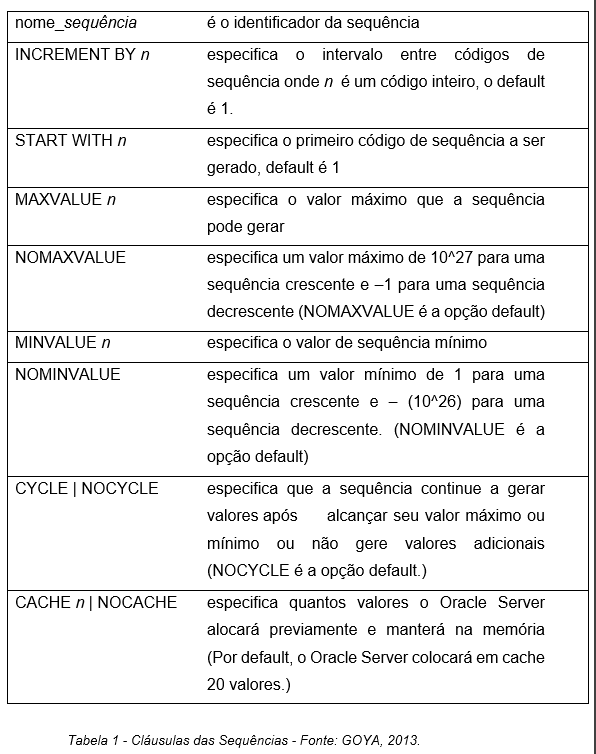 nome_sequência é o identificador da sequência
INCREMENT BY n especifica o intervalo entre códigos de
sequência onde n é um código inteiro, o default
é 1.
START WITH n especifica o primeiro código de sequência a ser
gerado, default é 1
MAXVALUE n especifica o valor máximo que a sequência
pode gerar
NOMAXVALUE especifica um valor máximo de 10^27 para uma
sequência crescente e –1 para uma sequência
decrescente (NOMAXVALUE é a opção default)
MINVALUE n especifica o valor de sequência mínimo
NOMINVALUE especifica um valor mínimo de 1 para uma
sequência crescente e – (10^26) para uma
sequência decrescente. (NOMINVALUE é a
opção default)
CYCLE | NOCYCLE especifica que a sequência continue a gerar
valores após alcançar seu valor máximo ou
mínimo ou não gere valores adicionais
(NOCYCLE é a opção default.)
CACHE n | NOCACHE especifica quantos valores o Oracle Server
alocará previamente e manterá na memória
(Por default, o Oracle Server colocará em cache
20 valores.)
Tabela 1 - Cláusulas das Sequências - Fonte: GOYA, 2013.